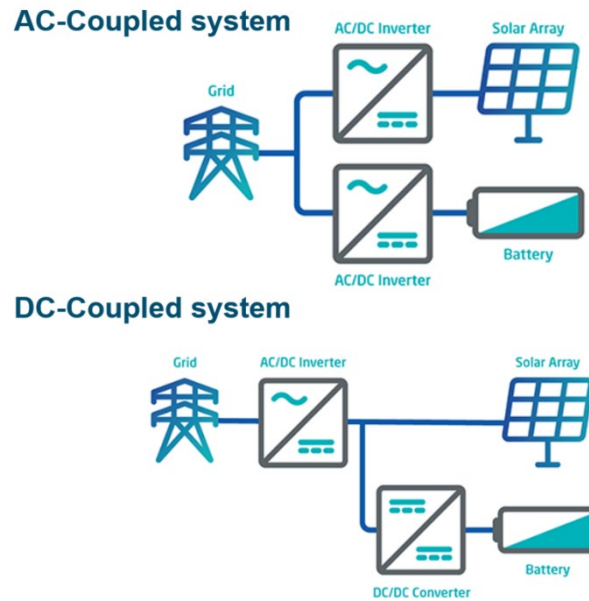 AC-Coupled system
AC/DC Inverter
Solar Array
Grid
AC/DC Inverter
Battery
DC-Coupled system
Grid
AC/DC Inverter
Solar Array
DC/DC Converter
Battery